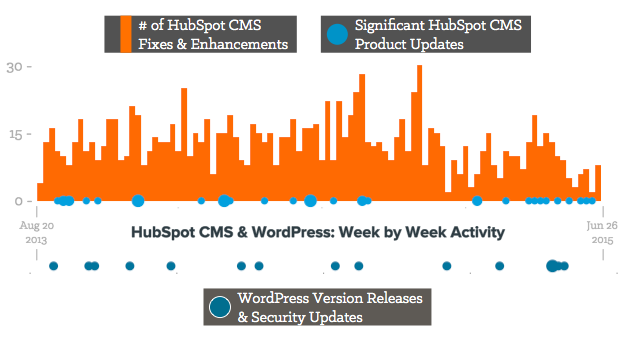 # of HubSpot CMS
Fixes & Enhancements
Significant HubSpot CMS
Product Updates
30
15
0
Aug 20
2013
HubSpot CMS & WordPress: Week by Week Activity
Jun 26
2015
WordPress Version Releases
& Security Updates